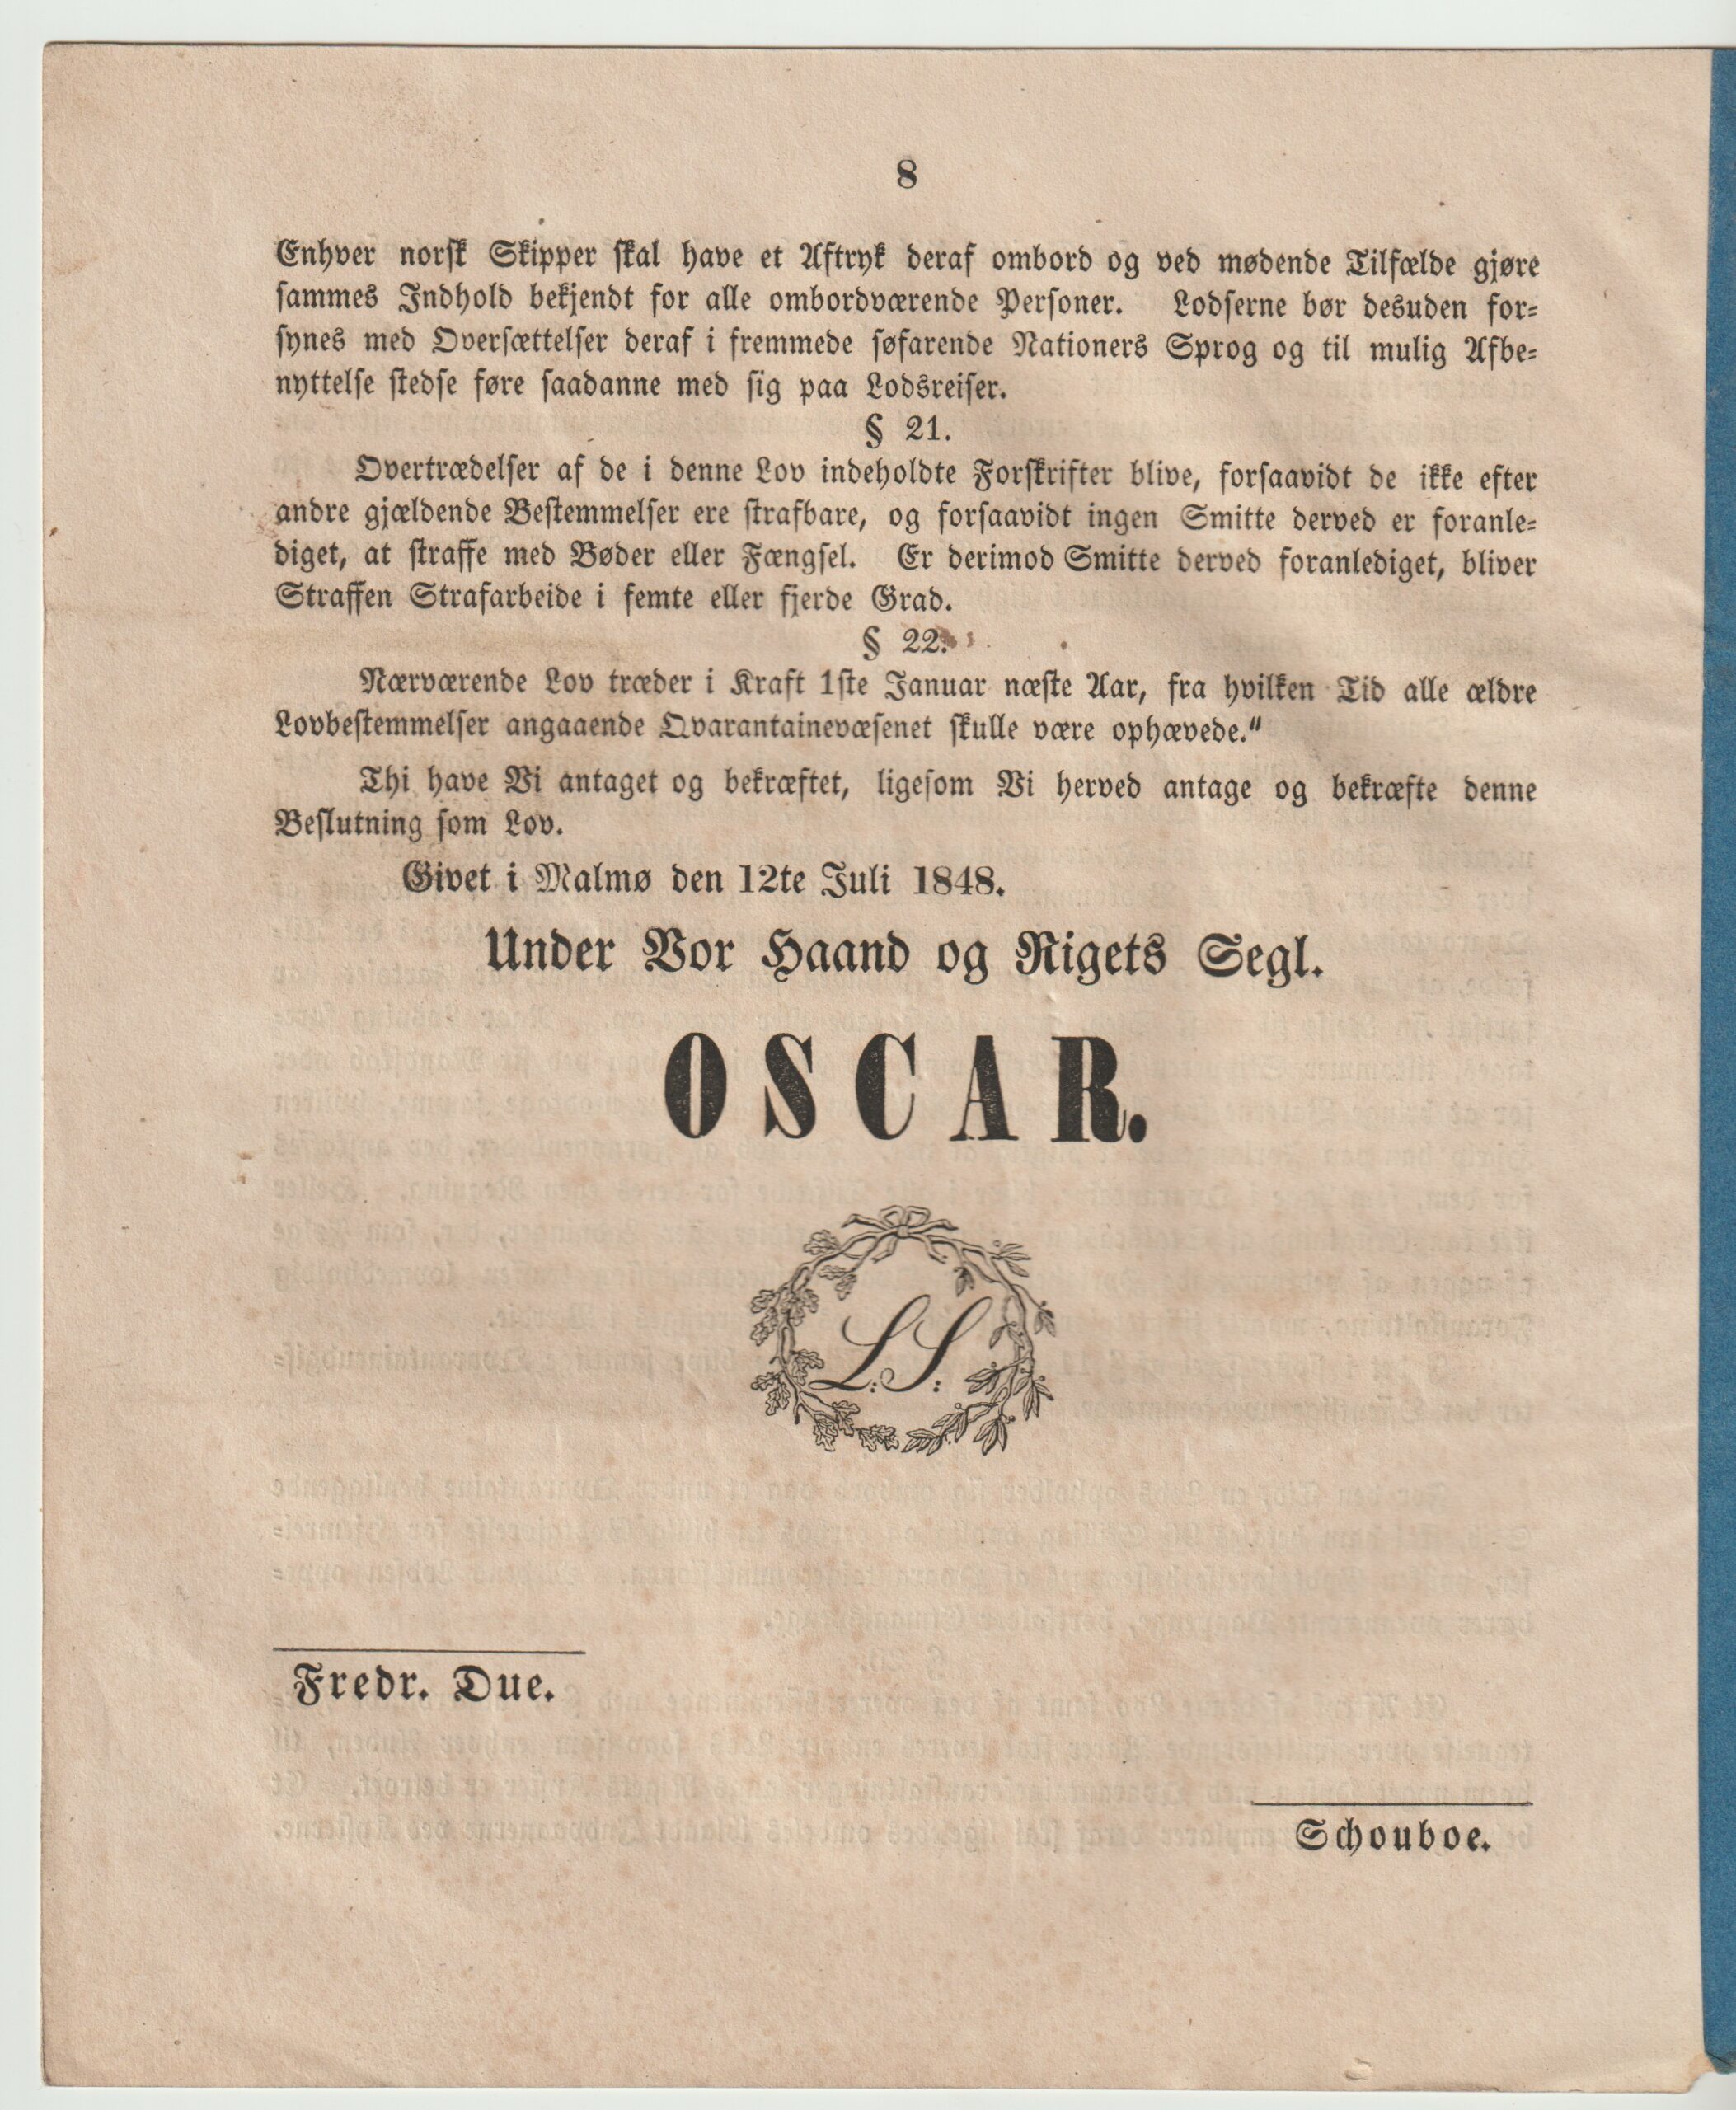 8
Enhver norsk Skipper skal have et Aftryk deraf ombord og ved mødende Tilfælde gjøre
sammes Indhold bekjendt for alle ombordværende Personer. Lodserne bør desuden for-
synes med Oversættelser deraf i fremmede søfarende Nationers Sprog og til mulig Afbe-
nyttelse stedse føre saadanne med sig paa Lodsreiser.
§ 21.
Overtrædelser af de i denne Lov indeholdte Forskrifter blive, forsaavidt de ikke efter
andre gjældende Bestemmelser ere strafbare, og forsaavidt ingen Smitte derved er foranle-
diget, at straffe med Bøder eller Fængsel. Er derimod Smitte derved foranlediget, bliver
Straffen Strafarbeide i femte eller fjerde Grad.
§ 22.
Nærværende Lov træder i Kraft 1ste Januar næste Aar, fra hvilken Tid alle ældre
Lovbestemmelser angaaende Qvarantainevæsenet skulle være ophævede."
Thi have Vi antaget og bekræftet, ligesom Vi herved antage og bekræfte denne
Beslutning som Lov.
Givet i Malmø den 12te Juli 1848.
Under Vor Haand og Rigets Segl.
OSCAR.
L:S:
Fredr. Due.
Schouboe.